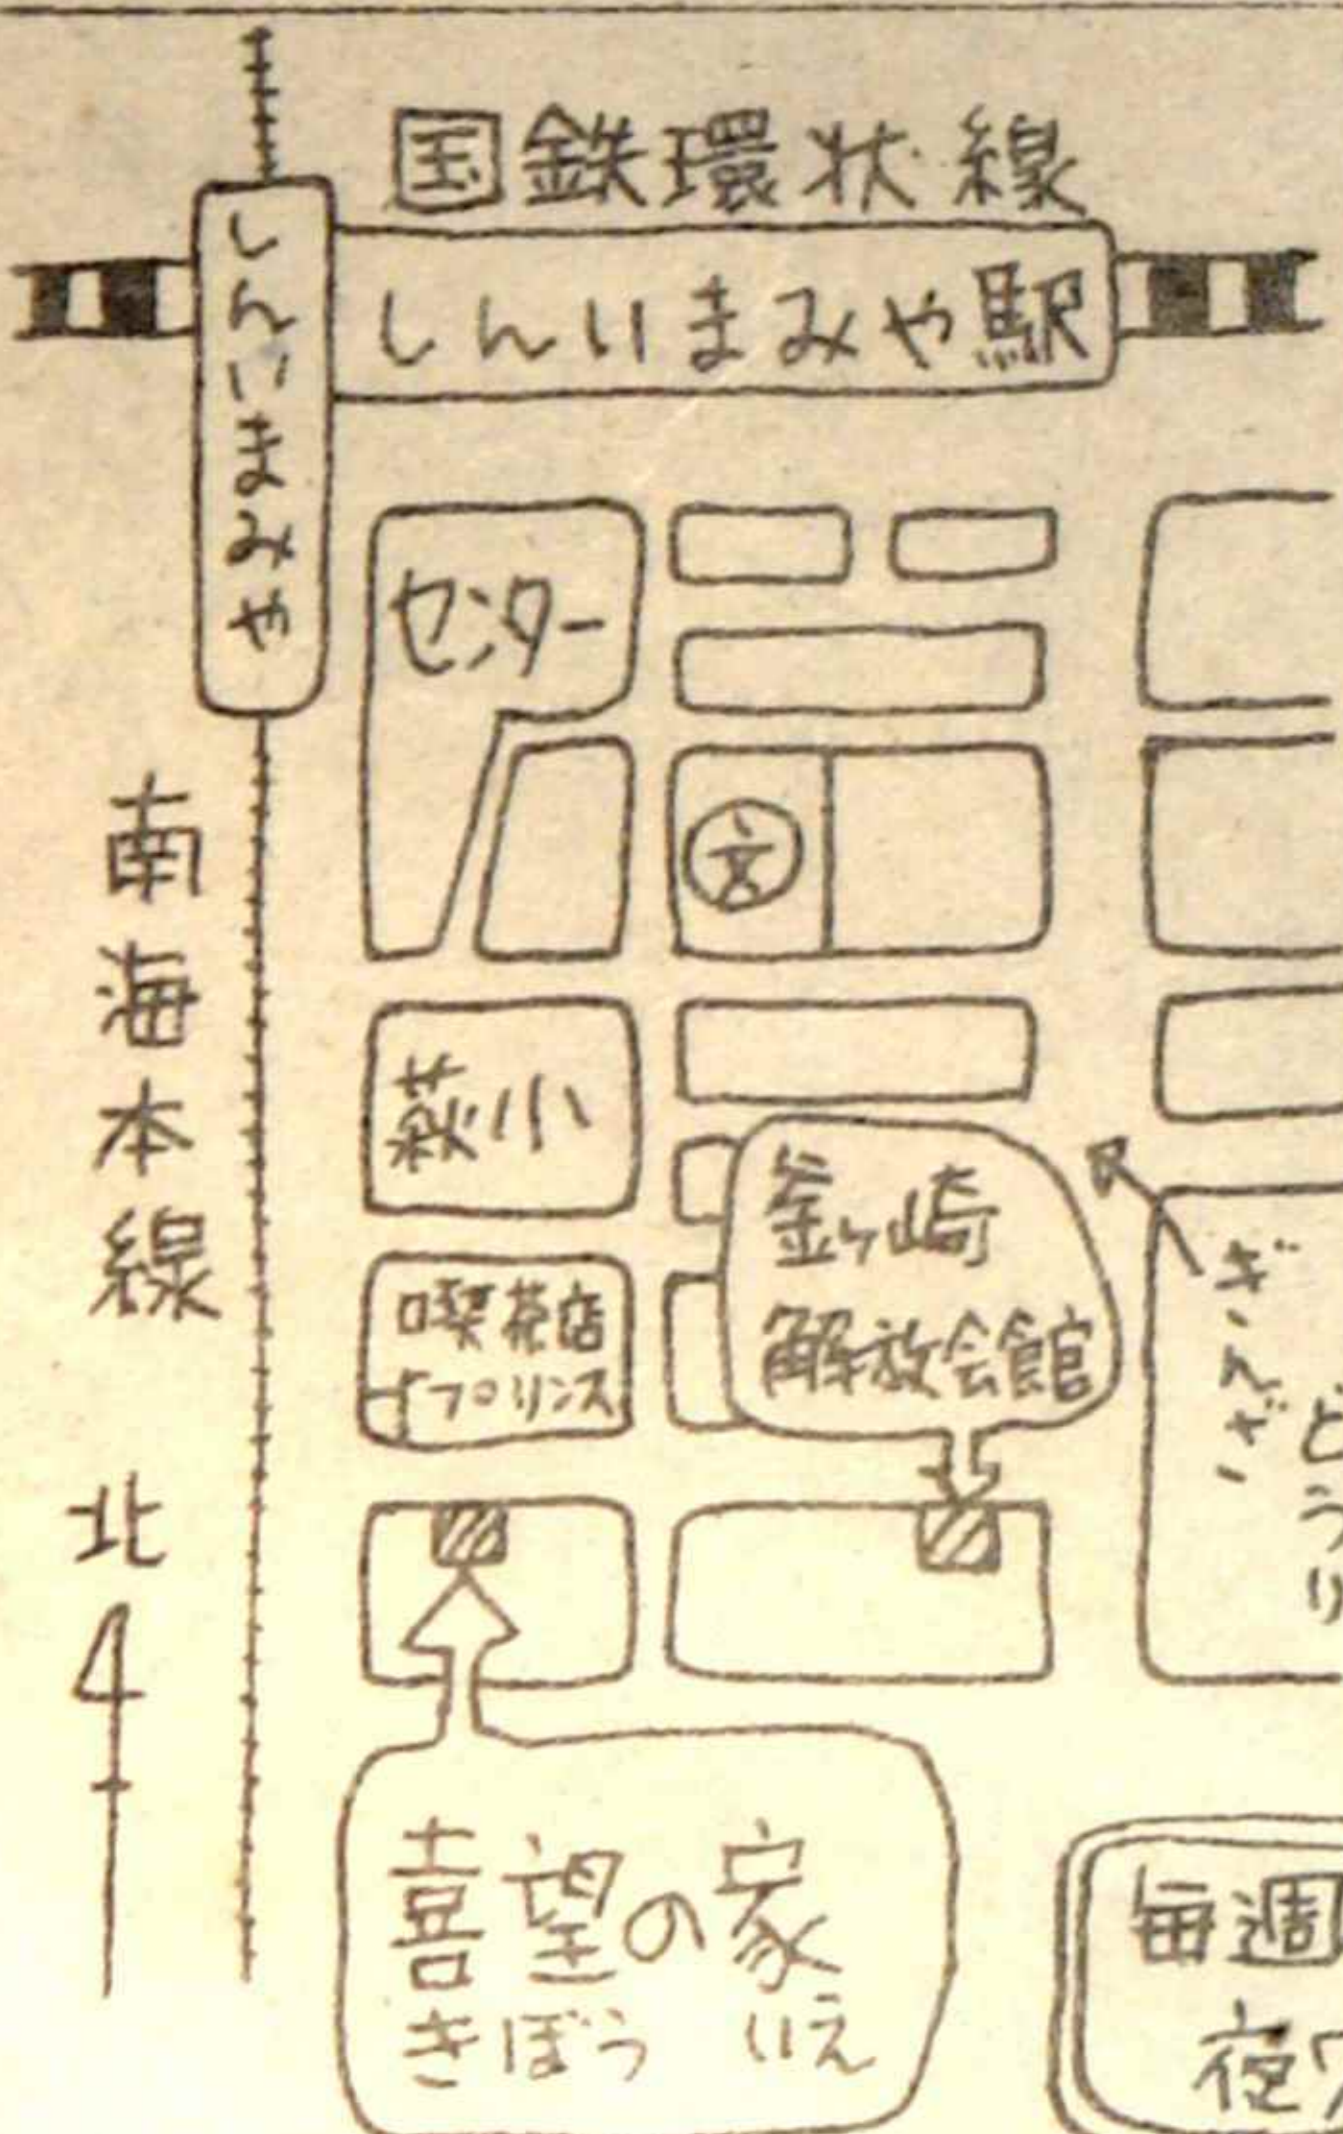 国鉄環状線
しんいまみや駅
しんいまみや
センター
南海本線
萩小
釜ヶ崎
解放会館
喫茶店
プリンス
ぎんざ
どうり
北
喜望の家
きぼう いえ
毎週
夜7